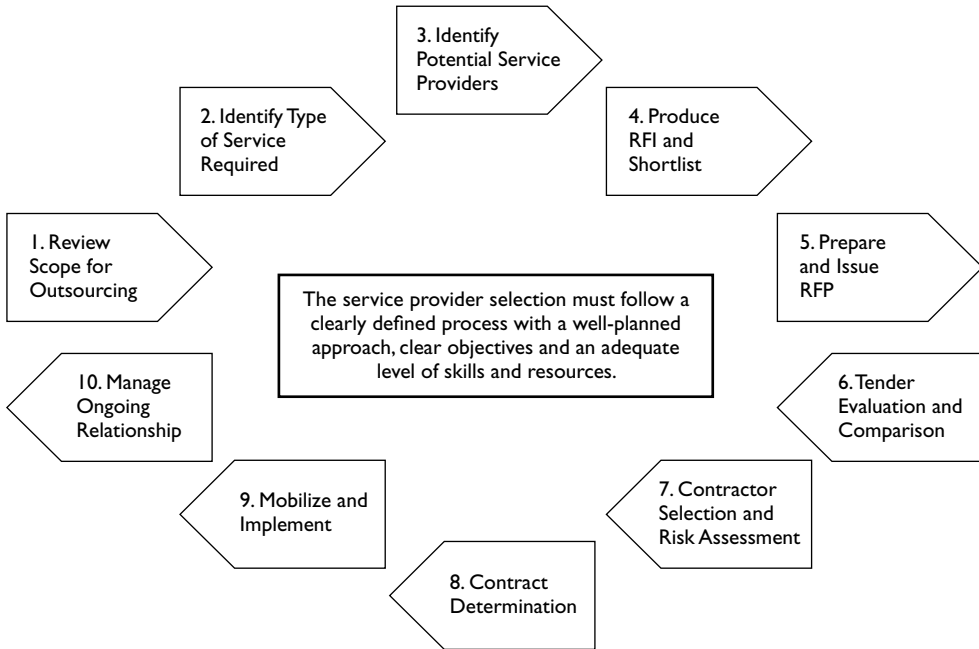 1. Review
Scope for
Outsourcing
2. Identify Type
of Service
Required
3. Identify
Potential Service
Providers
4. Produce
RFI and
Shortlist
5. Prepare
and Issue
RFP
6. Tender
Evaluation and
Comparison
7. Contractor
Selection and
Risk Assessment
8. Contract
Determination
9. Mobilize and
Implement
10. Manage
Ongoing
Relationship
The service provider selection must follow a
clearly defined process with a well-planned
approach, clear objectives and an adequate
level of skills and resources.